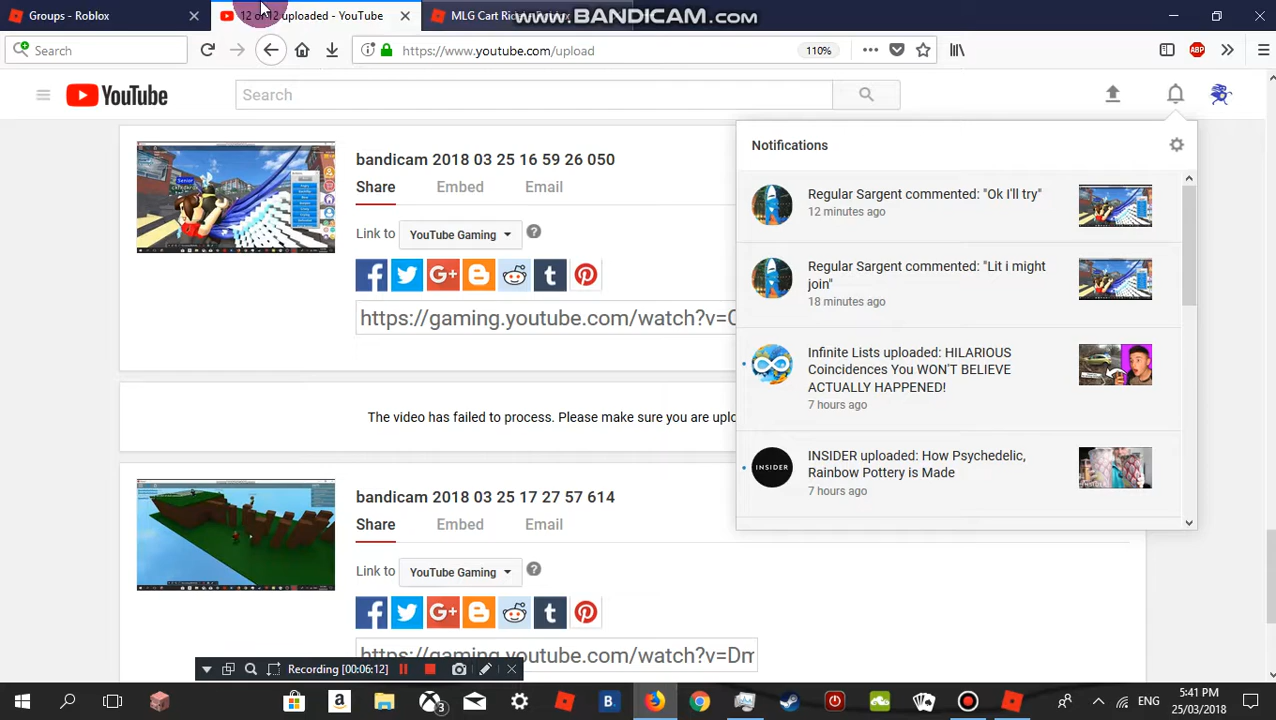 Groups - Roblox
12 of 12 uploaded - YouTube
MLG Cart Ride
www.BANDICAM.com
Search
https://www.youtube.com/upload
110%
ABP
YouTube
Search
Notifications
bandicam 2018 03 25 16 59 26 050
Share
Embed
Email
Link to
YouTube Gaming
https://gaming.youtube.com/watch?v=
Regular Sargent commented: "Ok I'll try"
12 minutes ago
Regular Sargent commented: "Lit i might
join"
18 minutes ago
Infinite Lists uploaded: HILARIOUS
Coincidences You WON'T BELIEVE
ACTUALLY HAPPENED!
7 hours ago
INSIDER
INSIDER uploaded: How Psychedelic,
Rainbow Pottery is Made
7 hours ago
The video has failed to process. Please make sure you are
bandicam 2018 03 25 17 27 57 614
Share
Embed
Email
Link to
YouTube Gaming
https://gaming.youtube.com/watch?v=Dm
Recording [00:06:12]
ENG
5:41 PM
25/03/2018